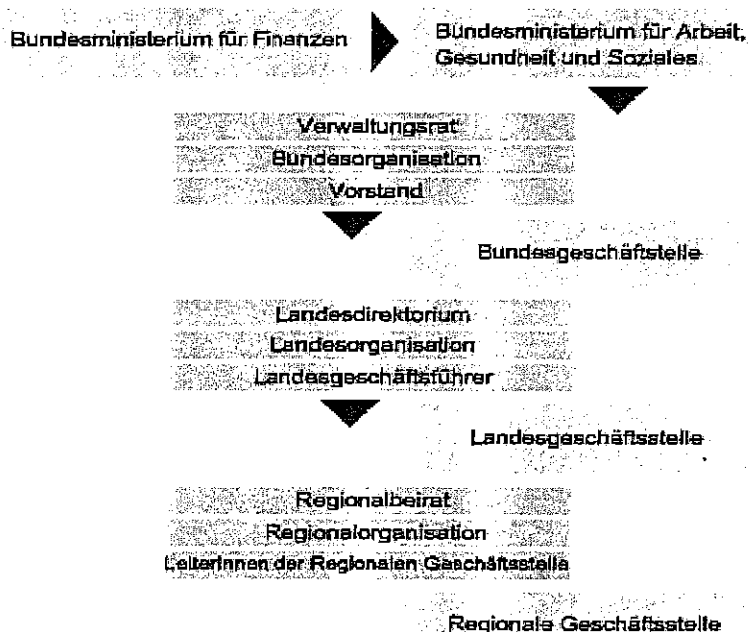 Bundesministerium für Finanzen
Bundesministerium für Arbeit,
Gesundheit und Soziales
Verwaltungsrat
Bundesorganisation
Vorstand
Bundesgeschäftstelle
Landesdirektorium
Landesorganisation
Landesgeschäftsführer
Landesgeschäftsstelle
Regionalbeirat
Regionalorganisation
LeiterInnen der Regionalen Geschäftsstelle
Regionale Geschäftsstelle